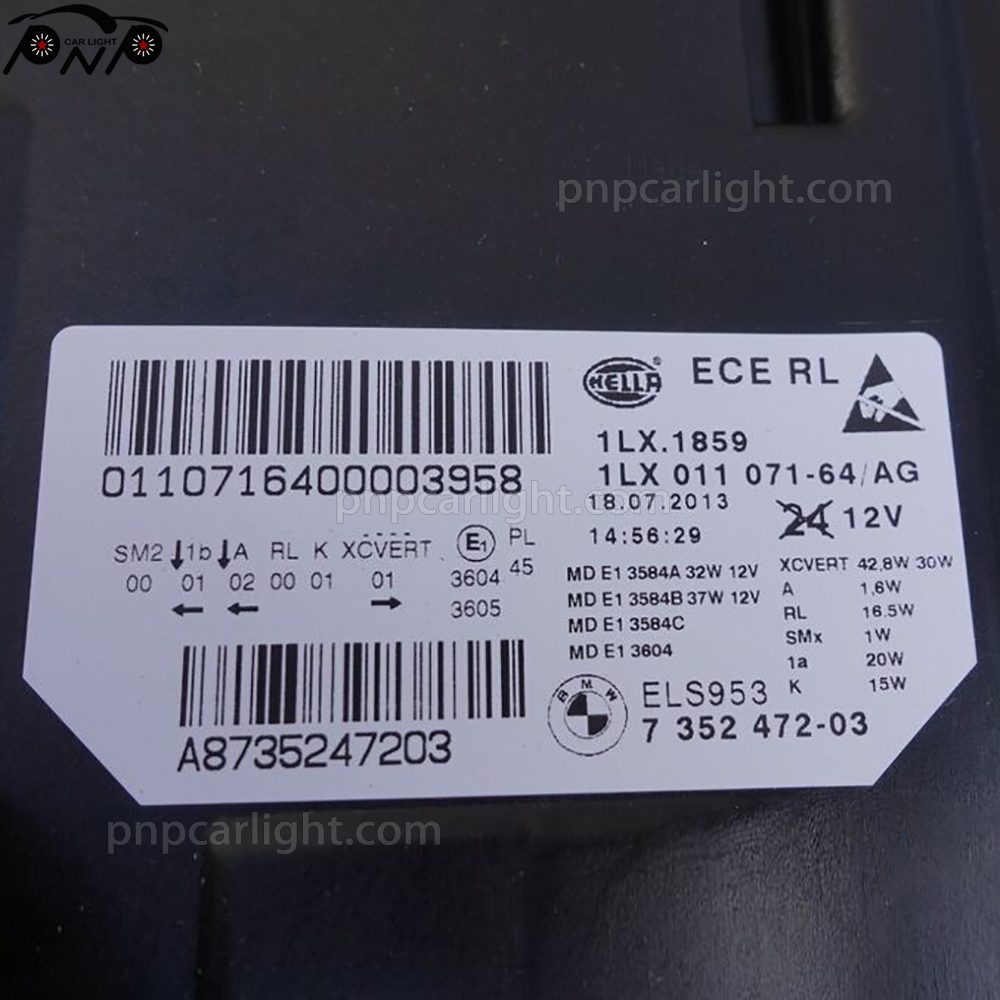 PNP
CAR LIGHT
pnpcarlight.com
HELLA ® ECE RL
1LX.1859
1LX 011 071-64/AG
18.07.2013
14:56:29
24 12V
01107164000003958
pnpcarlight.com
SM2 ↓1b ↓A RL K XCVERT E1 PL
00 01 02 00 01 01 3604 45
← ← → 3605
MD E1 3584A 32W 12V
MD E1 3584B 37W 12V
MD E1 3584C
MD E1 3604
XCVERT 42,8W 30W
A 1,6W
RL 16.5W
SMx 1W
1a 20W
K 15W
A8735247203
BMW ELS953
7 352 472-03
pnpcarlight.com